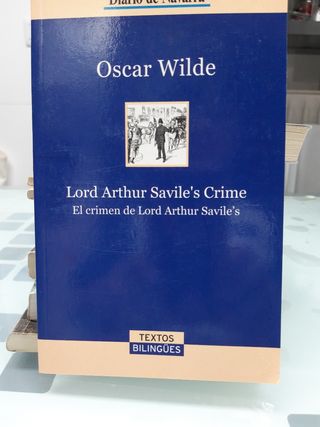 Diario de Navarra
Oscar Wilde
Lord Arthur Savile's Crime
El crimen de Lord Arthur Savile's
TEXTOS
BILINGÜES